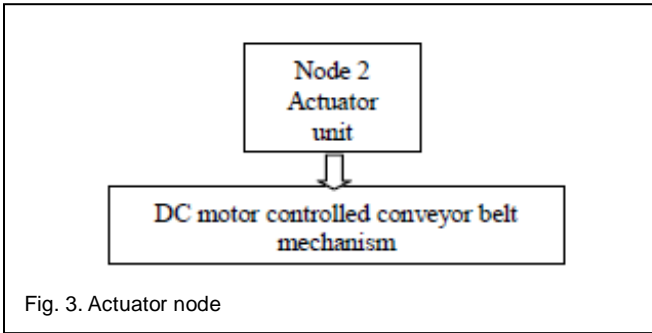 Node 2
Actuator
unit
DC motor controlled conveyor belt
mechanism
Fig. 3. Actuator node